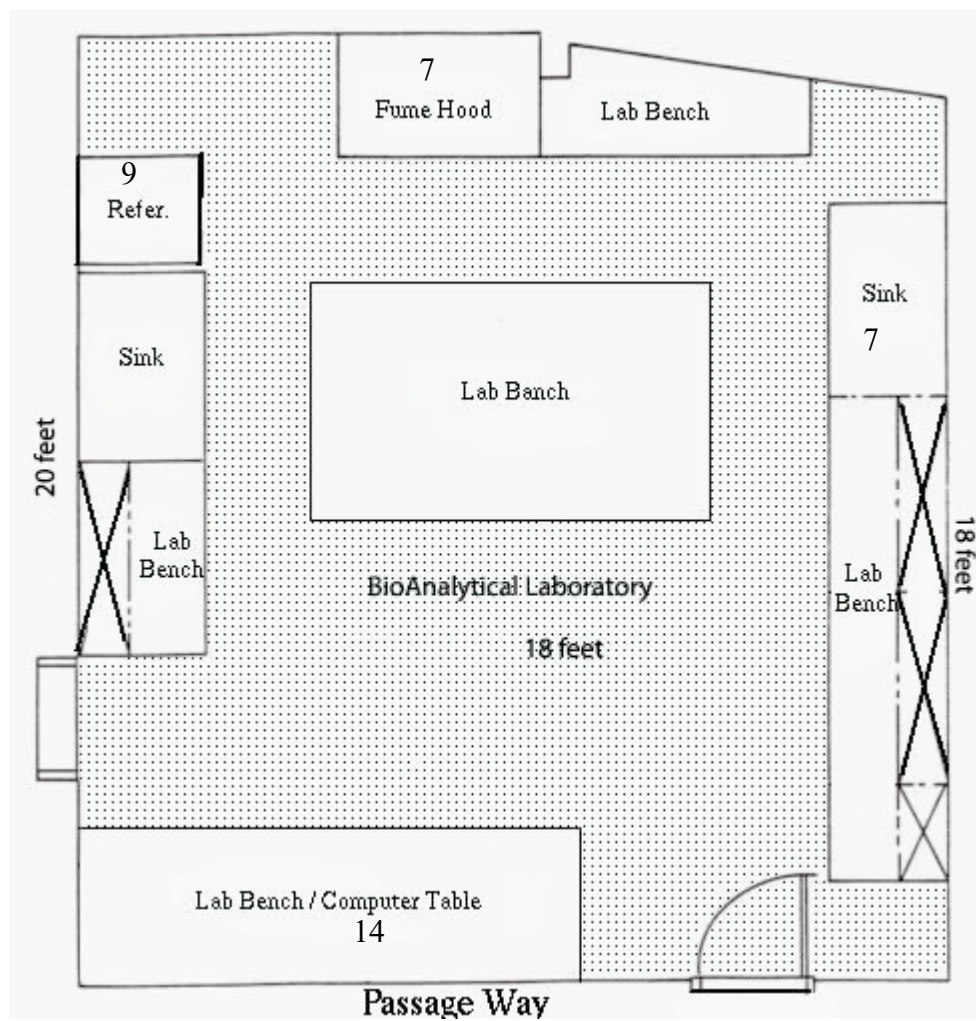 7
Fume Hood
Lab Bench
9
Refer.
Sink
7
Sink
Lab Banch
20 feet
Lab
Bench
BioAnalytical Laboratory
18 feet
Lab
Bench
18 feet
Lab Bench / Computer Table
14
Passage Way